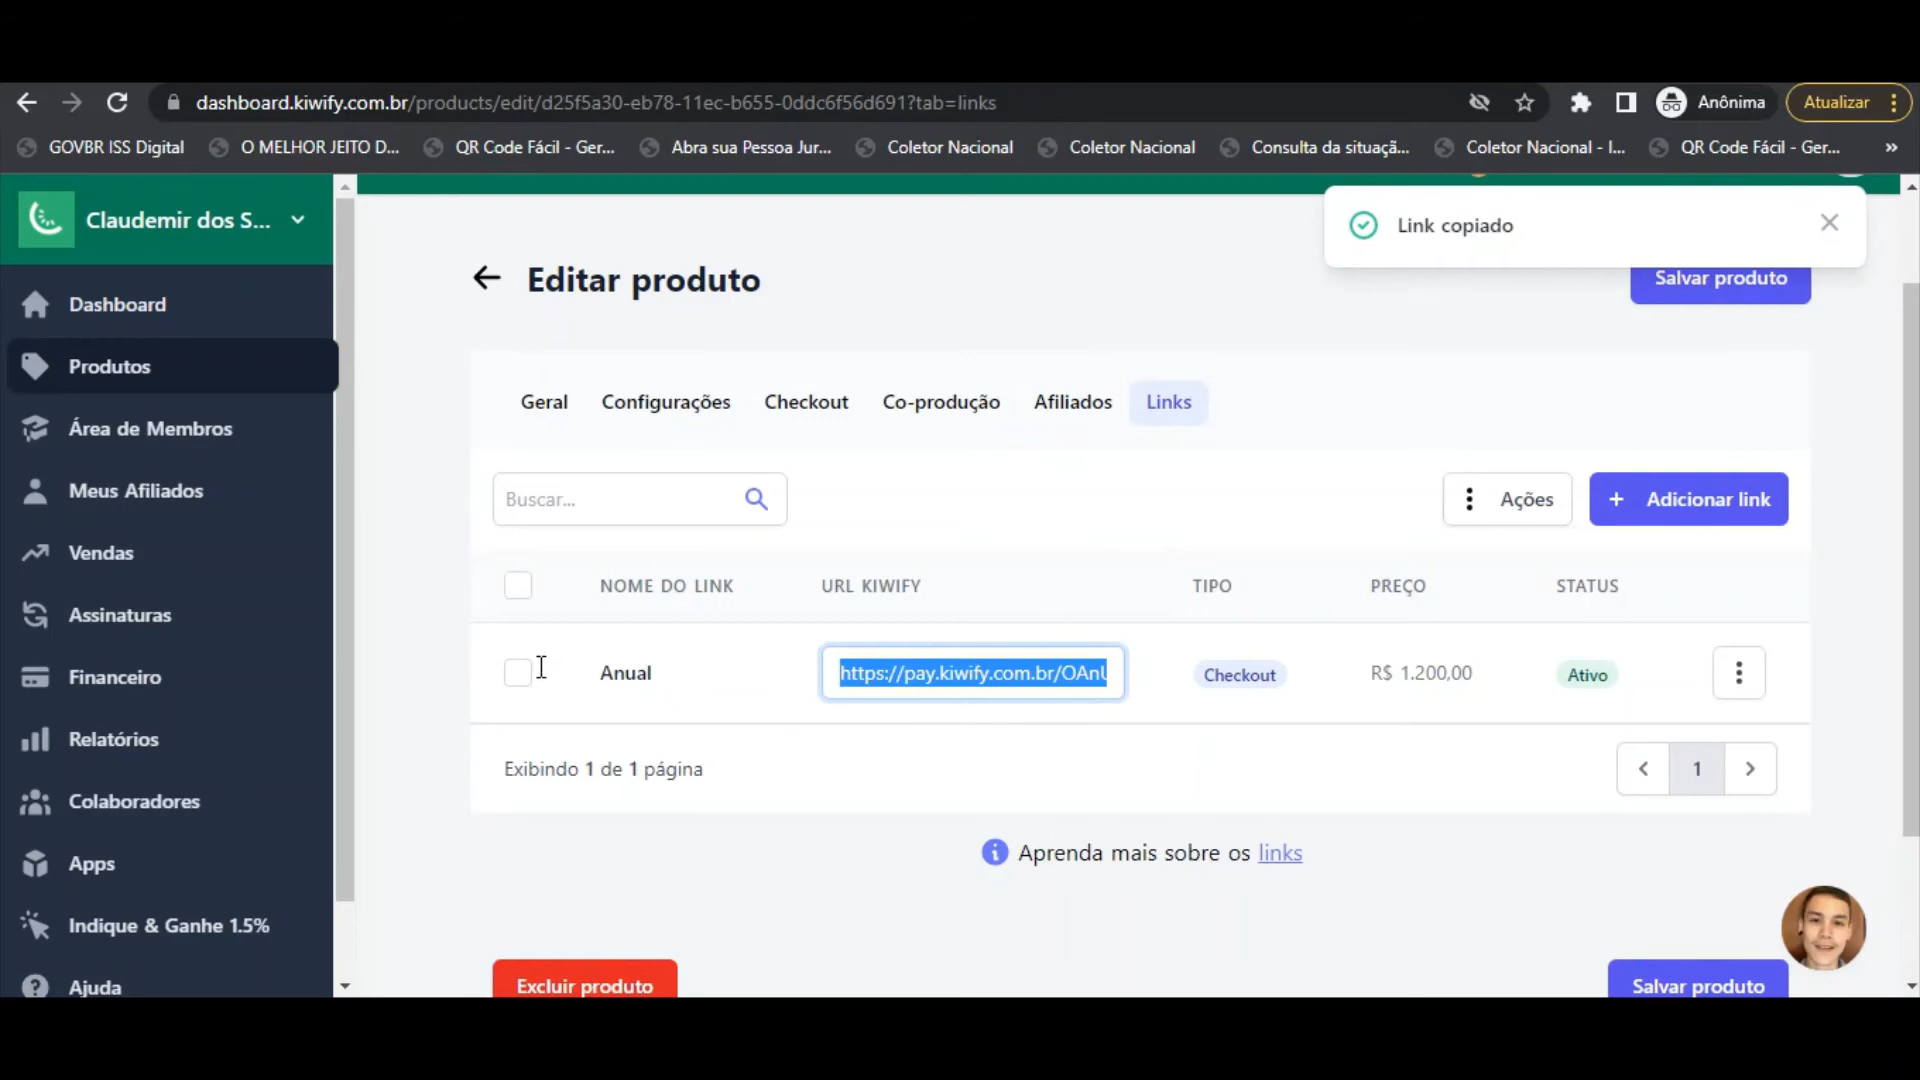 dashboard.kiwify.com.br/products/edit/d25f5a30-eb78-11ec-b655-0ddc6f56d691?tab=links
Anônima
Atualizar
GOVBR ISS Digital
O MELHOR JEITO D...
QR Code Fácil - Ger...
Abra sua Pessoa Jur...
Coletor Nacional
Coletor Nacional
Consulta da situaçã...
Coletor Nacional - I...
QR Code Fácil - Ger...
»
Claudemir dos S...
Link copiado
Editar produto
Salvar produto
Dashboard
Produtos
Área de Membros
Meus Afiliados
Vendas
Assinaturas
Financeiro
Relatórios
Colaboradores
Apps
Indique & Ganhe 1.5%
Ajuda
Geral
Configurações
Checkout
Co-produção
Afiliados
Links
Buscar...
Ações
+ Adicionar link
NOME DO LINK
URL KIWIFY
TIPO
PREÇO
STATUS
Anual
https://pay.kiwify.com.br/OAnU
Checkout
R$ 1.200,00
Ativo
Exibindo 1 de 1 página
1
Aprenda mais sobre os links
Excluir produto
Salvar produto